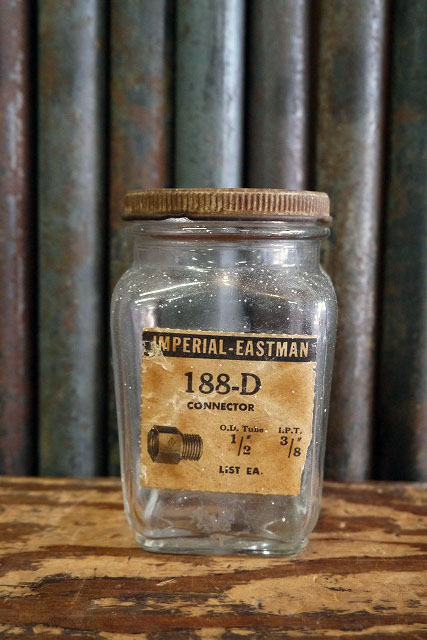 IMPERIAL-EASTMAN
188-D
CONNECTOR
O.D. Tube I.P.T.
1/2" 3/8"
LIST EA.